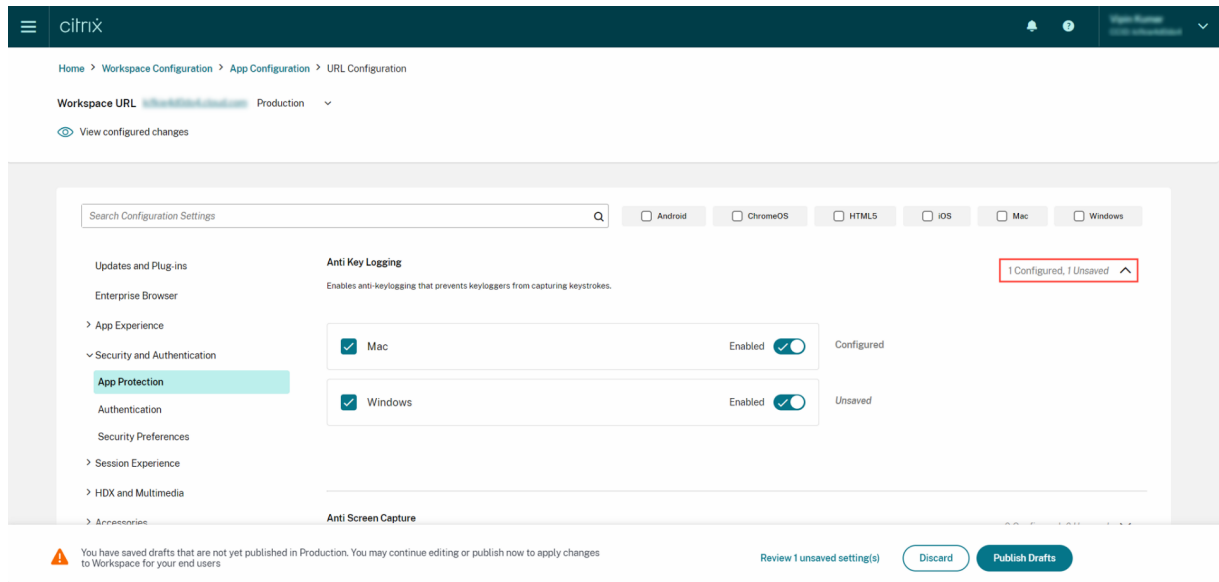 citrix
Home > Workspace Configuration > App Configuration > URL Configuration
Workspace URL Production
View configured changes
Search Configuration Settings
Android
ChromeOS
HTML5
iOS
Mac
Windows
Updates and Plug-ins
Enterprise Browser
App Experience
Security and Authentication
App Protection
Authentication
Security Preferences
Session Experience
HDX and Multimedia
Accessories
Anti Key Logging
1 Configured, 1 Unsaved
Enables anti-keylogging that prevents keyloggers from capturing keystrokes.
Mac Enabled Configured
Windows Enabled Unsaved
Anti Screen Capture
You have saved drafts that are not yet published in Production. You may continue editing or publish now to apply changes
to Workspace for your end users
Review 1 unsaved setting(s)
Discard
Publish Drafts